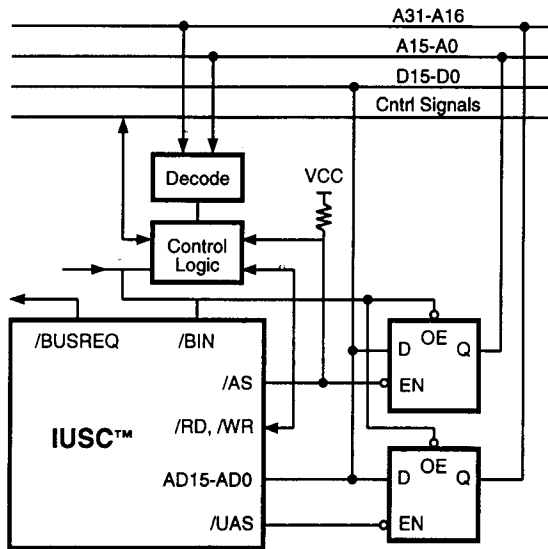 A31-A16
A15-A0
D15-D0
Cntrl Signals
Decode
VCC
Control
Logic
/BUSREQ
/BIN
OE
D
Q
/AS
EN
IUSC™
/RD, /WR
OE
AD15-AD0
D
Q
/UAS
EN